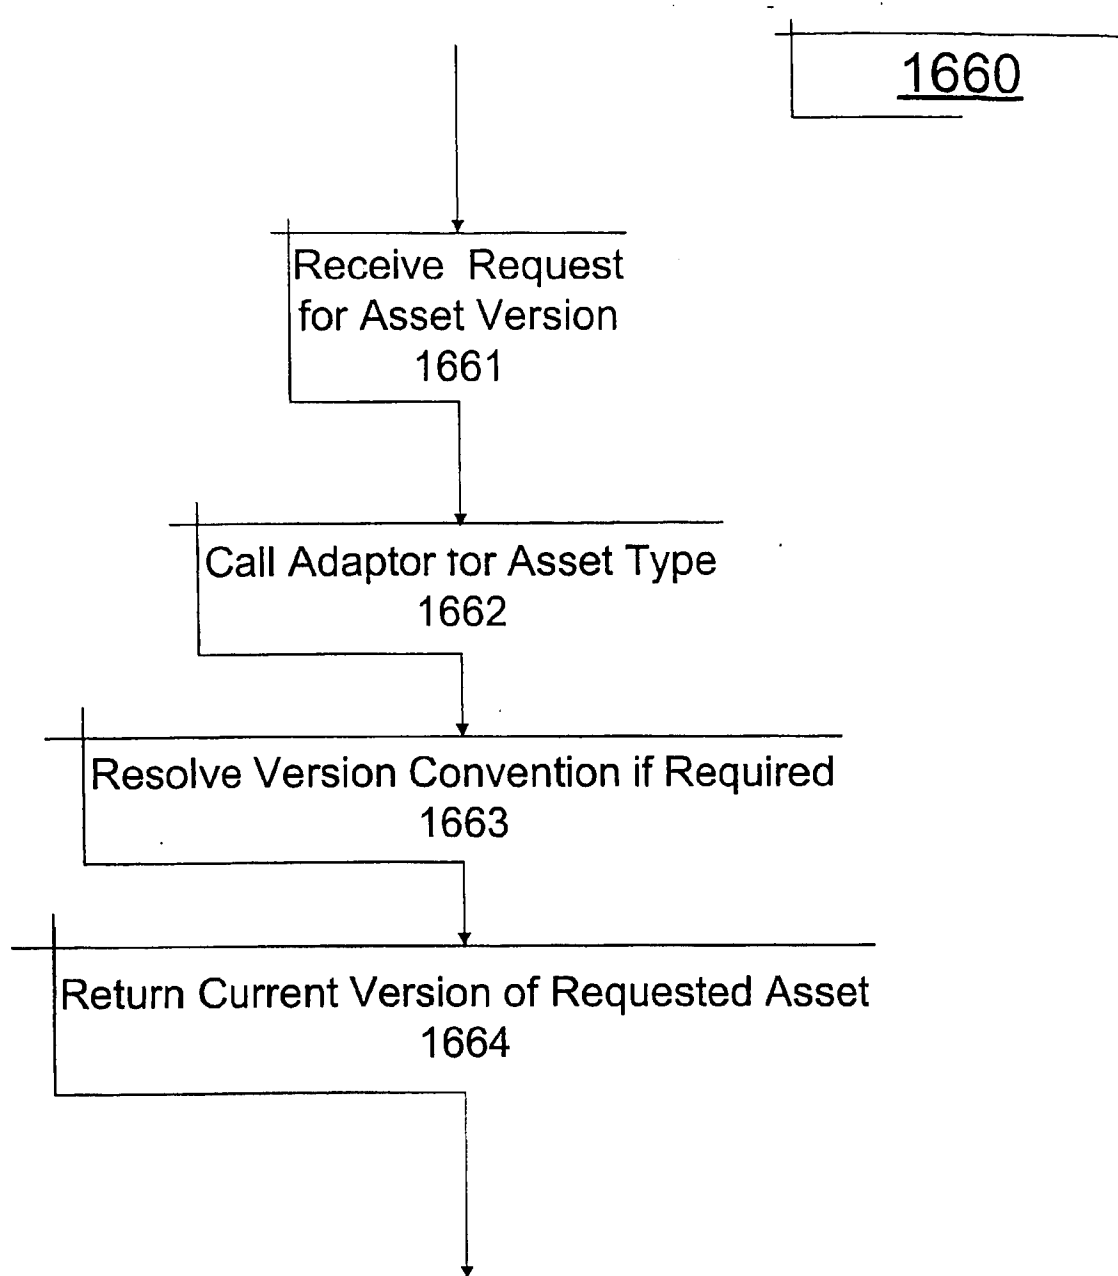 1660
Receive Request
for Asset Version
1661
Call Adaptor for Asset Type
1662
Resolve Version Convention if Required
1663
Return Current Version of Requested Asset
1664